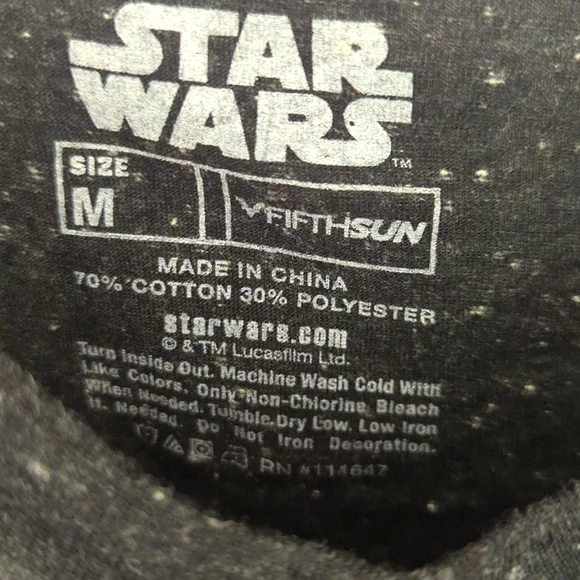 STAR
WARS™
SIZE
M
FIFTHSUN
MADE IN CHINA
70% COTTON 30% POLYESTER
starwars.com
© & TM Lucasfilm Ltd.
Turn Inside Out. Machine Wash Cold With
Like Colors, Only Non-Chlorine Bleach
When Needed. Tumble Dry Low. Low Iron
If Needed. Do Not Iron Decoration.
RN #114647